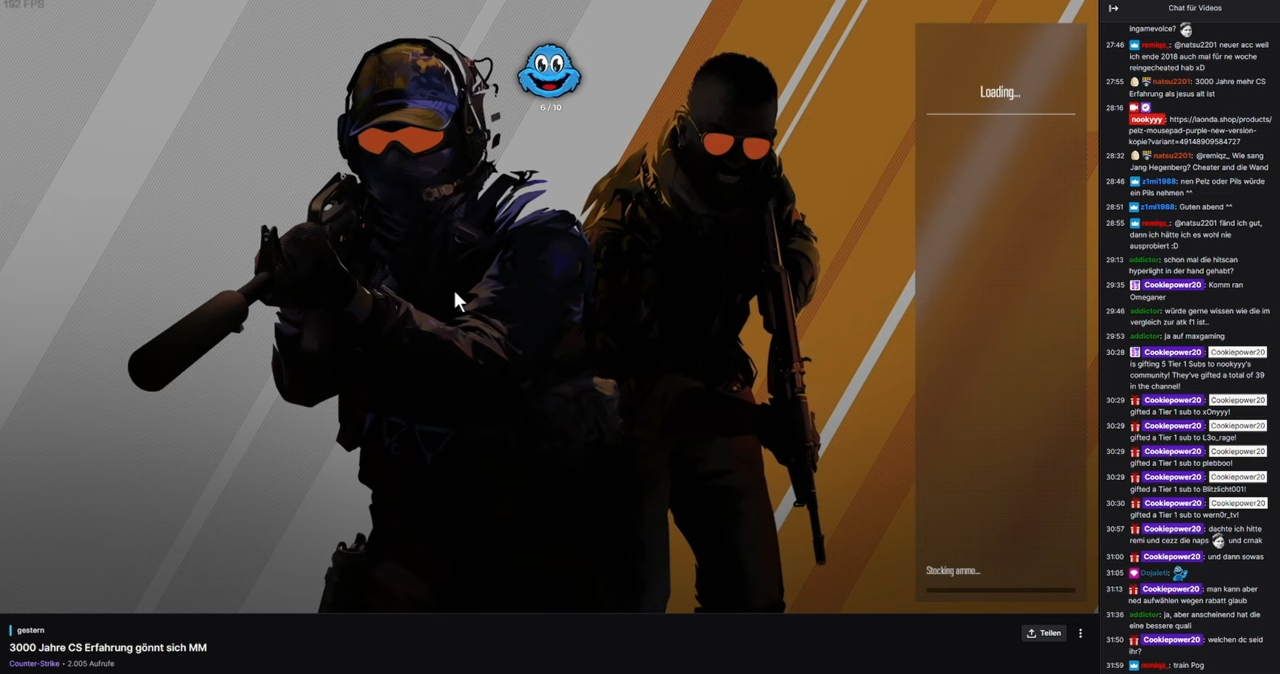 192 FPS
6 / 10
Loading...
Stocking ammo...
gestern
3000 Jahre CS Erfahrung gönnt sich MM
Counter-Strike • 2.005 Aufrufe
Teilen
Chat für Videos
ingamevoice?
27:46 remiqz_: @natsu2201 neuer acc weil
ich ende 2018 auch mal für ne woche
reingecheated hab xD
27:55 natsu2201: 3000 Jahre mehr CS
Erfahrung als jesus alt ist
28:16
nookyyy: https://laonda.shop/products/
pelz-mousepad-purple-new-version-
kopie?variant=49148909584727
28:32 natsu2201: @remiqz_ Wie sang
Jang Hegenberg? Cheater and die Wand
28:46 z1mi1988: nen Pelz oder Pils würde
ein Pils nehmen ^^
28:51 z1mi1988: Guten abend ^^
28:55 remiqz_: @natsu2201 fänd ich gut,
dann ich hätte ich es wohl nie
ausprobiert :D
29:13 addictor: schon mal die hitscan
hyperlight in der hand gehabt?
29:35 Cookiepower20: Komm ran
Omeganer
29:46 addictor: würde gerne wissen wie die im
vergleich zur atk f1 ist..
29:53 addictor: ja auf maxgaming
30:28 Cookiepower20: Cookiepower20
is gifting 5 Tier 1 Subs to nookyyy's
community! They've gifted a total of 39
in the channel!
30:29 Cookiepower20: Cookiepower20
gifted a Tier 1 sub to xOnyyy!
30:29 Cookiepower20: Cookiepower20
gifted a Tier 1 sub to L3o_rage!
30:29 Cookiepower20: Cookiepower20
gifted a Tier 1 sub to plebboo!
30:29 Cookiepower20: Cookiepower20
gifted a Tier 1 sub to Blitzlicht001!
30:30 Cookiepower20: Cookiepower20
gifted a Tier 1 sub to wern0r_tv!
30:57 Cookiepower20: dachte ich hitte
remi und cezz die naps und crnak
31:00 Cookiepower20: und dann sowas
31:05 Dojaleti:
31:13 Cookiepower20: man kann aber
ned aufwählen wegen rabatt glaub
31:36 addictor: ja, aber anscheinend hat die
eine bessere quali
31:50 Cookiepower20: welchen dc seid
ihr?
31:59 remiqz_: train Pog